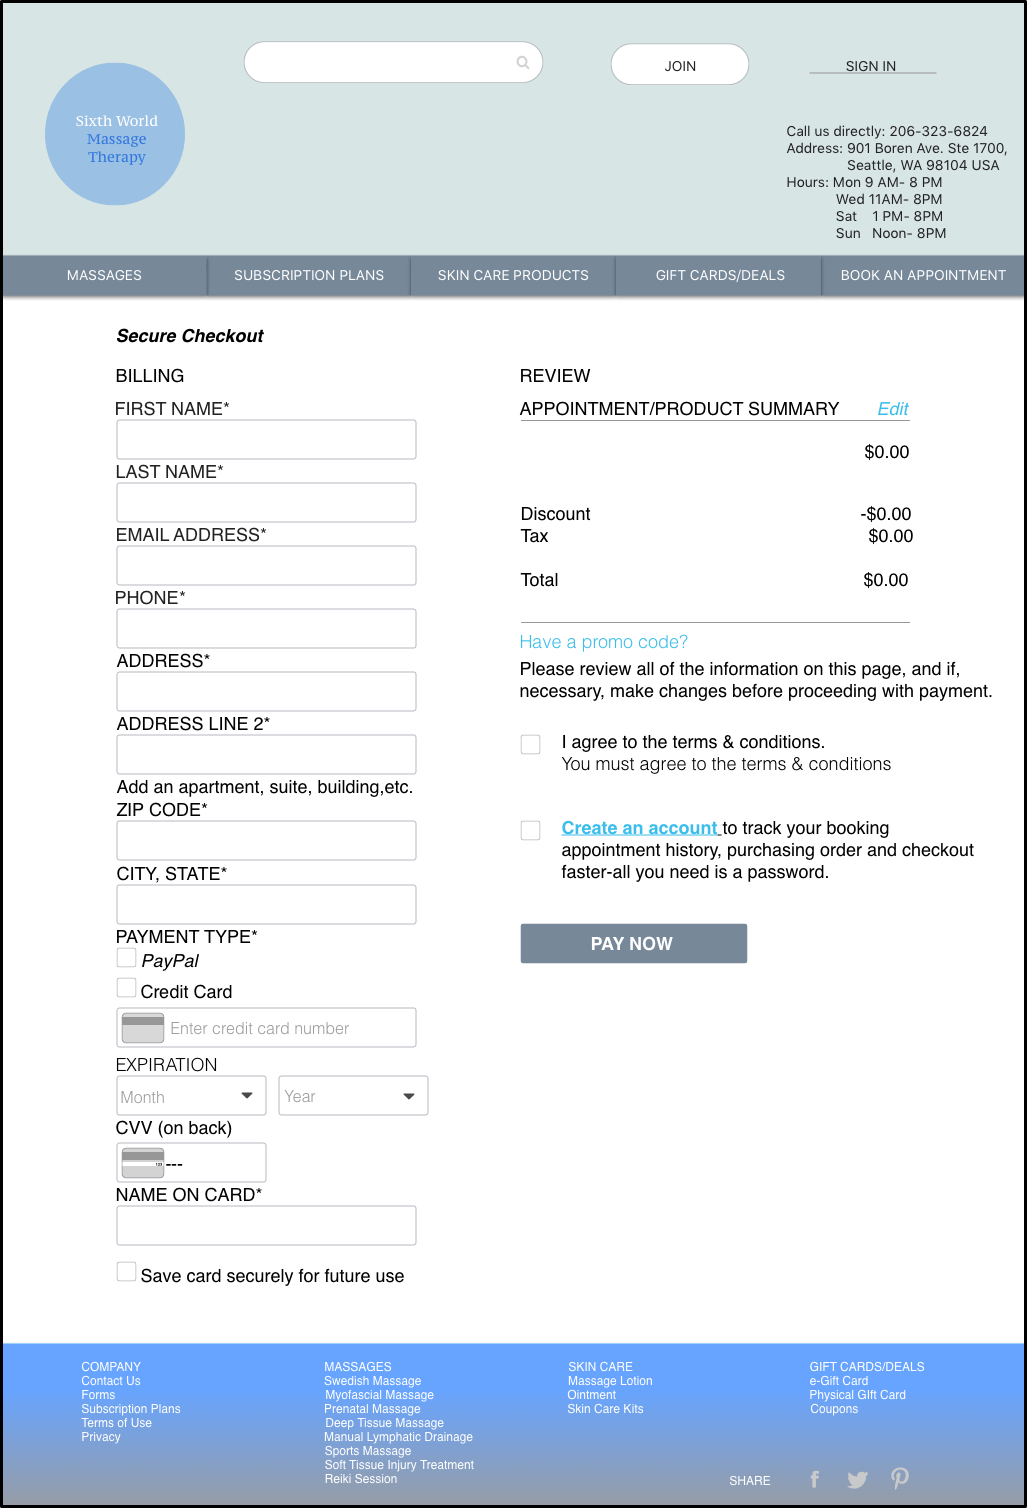 JOIN
SIGN IN
Sixth World
Massage
Therapy
Call us directly: 206-323-6824
Address: 901 Boren Ave. Ste 1700,
Seattle, WA 98104 USA
Hours: Mon 9 AM- 8 PM
Wed 11AM- 8PM
Sat 1 PM- 8PM
Sun Noon- 8PM
MASSAGES
SUBSCRIPTION PLANS
SKIN CARE PRODUCTS
GIFT CARDS/DEALS
BOOK AN APPOINTMENT
Secure Checkout
BILLING
FIRST NAME*
LAST NAME*
EMAIL ADDRESS*
PHONE*
ADDRESS*
ADDRESS LINE 2*
Add an apartment, suite, building,etc.
ZIP CODE*
CITY, STATE*
PAYMENT TYPE*
PayPal
Credit Card
Enter credit card number
EXPIRATION
Month
Year
CVV (on back)
123 ---
NAME ON CARD*
Save card securely for future use
REVIEW
APPOINTMENT/PRODUCT SUMMARY Edit
$0.00
Discount -$0.00
Tax $0.00
Total $0.00
Have a promo code?
Please review all of the information on this page, and if,
necessary, make changes before proceeding with payment.
I agree to the terms & conditions.
You must agree to the terms & conditions
Create an account to track your booking
appointment history, purchasing order and checkout
faster-all you need is a password.
PAY NOW
COMPANY
Contact Us
Forms
Subscription Plans
Terms of Use
Privacy
MASSAGES
Swedish Massage
Myofascial Massage
Prenatal Massage
Deep Tissue Massage
Manual Lymphatic Drainage
Sports Massage
Soft Tissue Injury Treatment
Reiki Session
SKIN CARE
Massage Lotion
Ointment
Skin Care Kits
GIFT CARDS/DEALS
e-Gift Card
Physical GIft Card
Coupons
SHARE